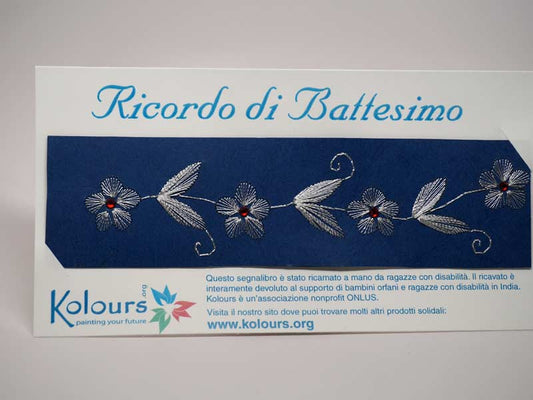 Ricordo di Battesimo
Questo segnalibro è stato ricamato a mano da ragazze con disabilità. Il ricavato è
interamente devoluto al supporto di bambini orfani e ragazze con disabilità in India.
Kolours è un'associazione nonprofit ONLUS.
Visita il nostro sito dove puoi trovare molti altri prodotti solidali:
www.kolours.org
Kolours.org
painting your future